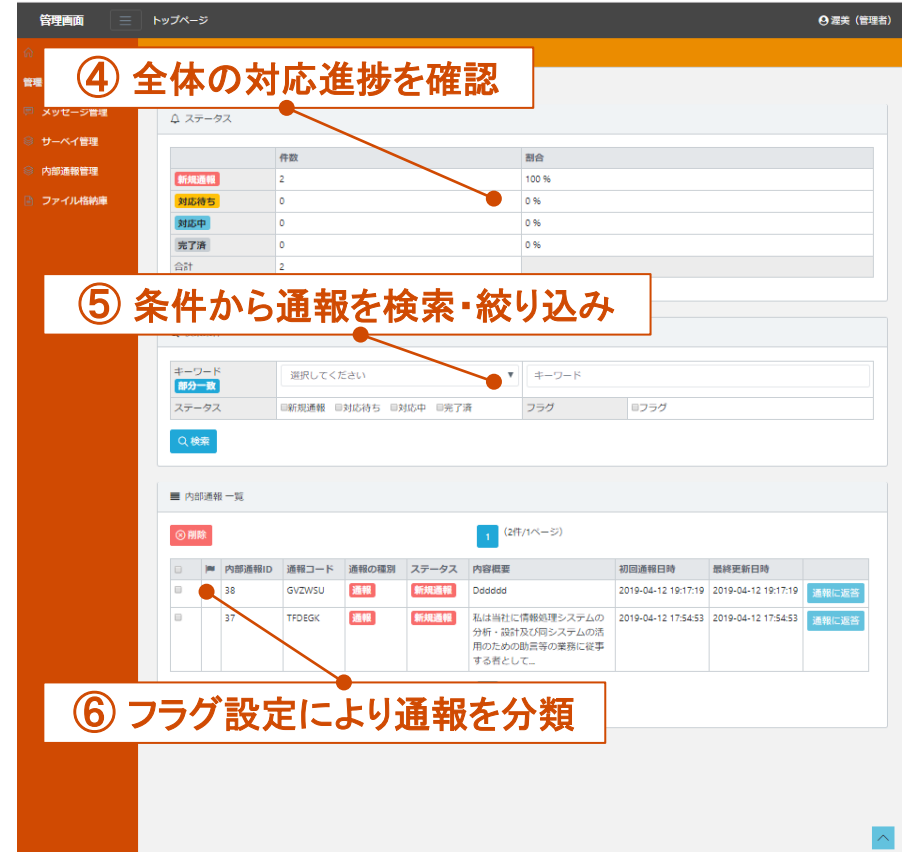 管理画面 トップページ 渥美（管理者）
④ 全体の対応進捗を確認
管理
メッセージ管理
サーベイ管理
内部通報管理
ファイル格納庫
ステータス
件数 割合
新規通報 2 100 %
対応待ち 0 0 %
対応中 0 0 %
完了済 0 0 %
合計 2
⑤ 条件から通報を検索・絞り込み
キーワード 部分一致 選択してください ▼ キーワード
ステータス 新規通報 対応待ち 対応中 完了済 フラグ フラグ
検索
内部通報 一覧
削除 1 (2件/1ページ)
内部通報ID 通報コード 通報の種別 ステータス 内容概要 初回通報日時 最終更新日時
38 GVZWSU 通報 新規通報 Dddddd 2019-04-12 19:17:19 2019-04-12 19:17:19 通報に返答
37 TFDEGK 通報 新規通報 私は当社に情報処理システムの 2019-04-12 17:54:53 2019-04-12 17:54:53 通報に返答
分析・設計及び同システムの活
用のための助言等の業務に従事
する者として...
⑥ フラグ設定により通報を分類